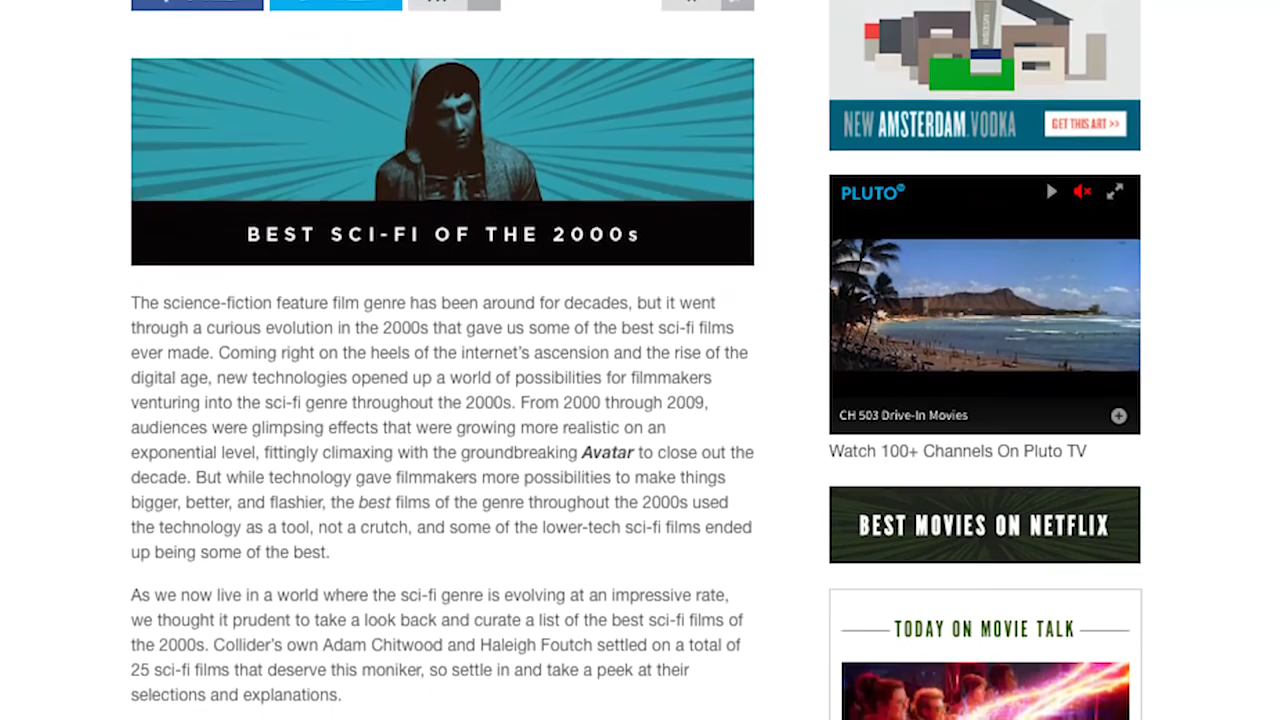 BEST SCI-FI OF THE 2000s
The science-fiction feature film genre has been around for decades, but it went
through a curious evolution in the 2000s that gave us some of the best sci-fi films
ever made. Coming right on the heels of the internet's ascension and the rise of the
digital age, new technologies opened up a world of possibilities for filmmakers
venturing into the sci-fi genre throughout the 2000s. From 2000 through 2009,
audiences were glimpsing effects that were growing more realistic on an
exponential level, fittingly climaxing with the groundbreaking Avatar to close out the
decade. But while technology gave filmmakers more possibilities to make things
bigger, better, and flashier, the best films of the genre throughout the 2000s used
the technology as a tool, not a crutch, and some of the lower-tech sci-fi films ended
up being some of the best.
As we now live in a world where the sci-fi genre is evolving at an impressive rate,
we thought it prudent to take a look back and curate a list of the best sci-fi films of
the 2000s. Collider's own Adam Chitwood and Haleigh Foutch settled on a total of
25 sci-fi films that deserve this moniker, so settle in and take a peek at their
selections and explanations.
NEW AMSTERDAM VODKA
GET THIS ART >>
PLUTO TV
CH 503 Drive-In Movies
Watch 100+ Channels On Pluto TV
BEST MOVIES ON NETFLIX
TODAY ON MOVIE TALK